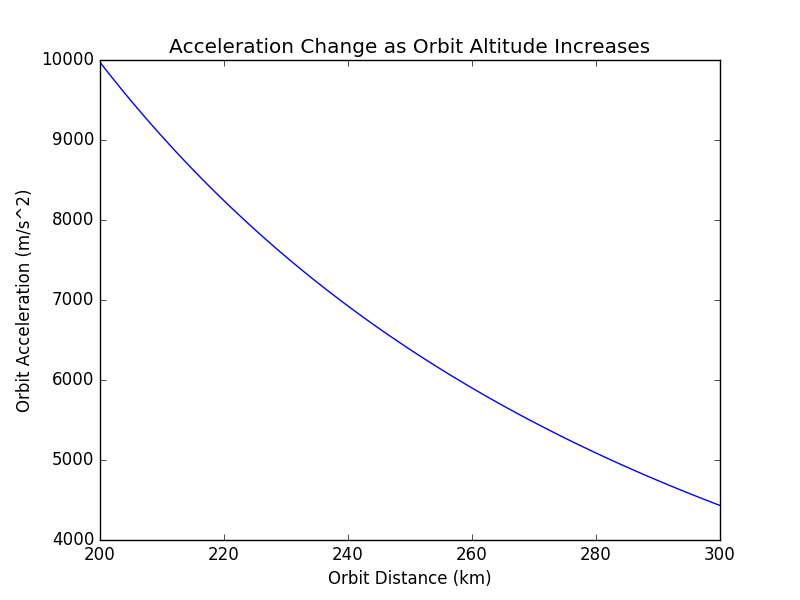 Acceleration Change as Orbit Altitude Increases
10000
9000
8000
7000
6000
5000
4000
Orbit Acceleration (m/s^2)
200 220 240 260 280 300
Orbit Distance (km)